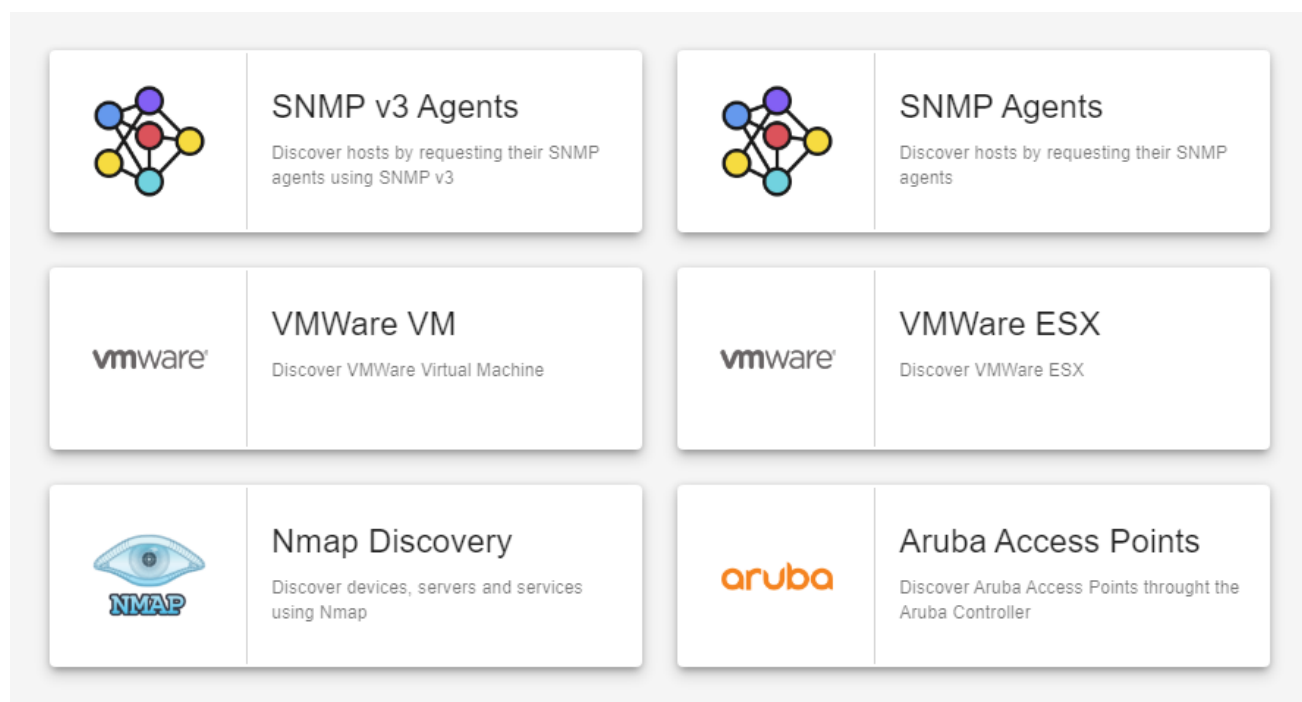 SNMP v3 Agents
Discover hosts by requesting their SNMP
agents using SNMP v3
SNMP Agents
Discover hosts by requesting their SNMP
agents
vmware®
VMWare VM
Discover VMWare Virtual Machine
vmware®
VMWare ESX
Discover VMWare ESX
NMAP
Nmap Discovery
Discover devices, servers and services
using Nmap
aruba
Aruba Access Points
Discover Aruba Access Points throught the
Aruba Controller